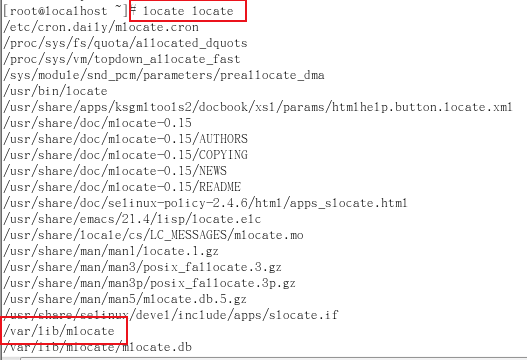 [root@localhost ~]# locate locate
/etc/cron.daily/mlocate.cron
/proc/sys/fs/quota/allocated_dquots
/proc/sys/vm/topdown_allocate_fast
/sys/module/snd_pcm/parameters/preallocate_dma
/usr/bin/locate
/usr/share/apps/ksgmltools2/docbook/xsl/params/htmlhelp.button.locate.xml
/usr/share/doc/mlocate-0.15
/usr/share/doc/mlocate-0.15/AUTHORS
/usr/share/doc/mlocate-0.15/COPYING
/usr/share/doc/mlocate-0.15/NEWS
/usr/share/doc/mlocate-0.15/README
/usr/share/doc/selinux-policy-2.4.6/html/apps_slocate.html
/usr/share/emacs/21.4/lisp/locate.elc
/usr/share/locale/cs/LC_MESSAGES/mlocate.mo
/usr/share/man/man1/locate.1.gz
/usr/share/man/man3/posix_fallocate.3.gz
/usr/share/man/man3p/posix_fallocate.3p.gz
/usr/share/man/man5/mlocate.db.5.gz
/usr/share/selinux/devel/include/apps/slocate.if
/var/lib/mlocate
/var/lib/mlocate/mlocate.db